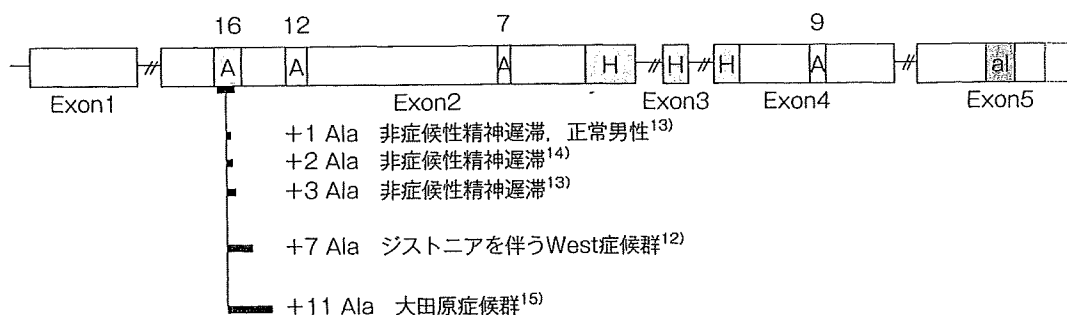 16 12 7 9
A A A H H H A al
Exon1 Exon2 Exon3 Exon4 Exon5
+1 Ala 非症候性精神遅滞，正常男性13)
+2 Ala 非症候性精神遅滞14)
+3 Ala 非症候性精神遅滞13)
+7 Ala ジストニアを伴うWest症候群12)
+11 Ala 大田原症候群15)